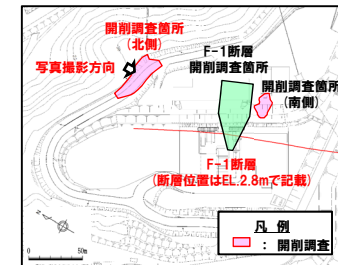 開削調査箇所
(北側)
F-1断層
開削調査箇所
写真撮影方向
開削調査箇所
(南側)
F-1断層
(断層位置はEL.2.8mで記載)
凡 例
: 開削調査
N
0 50m